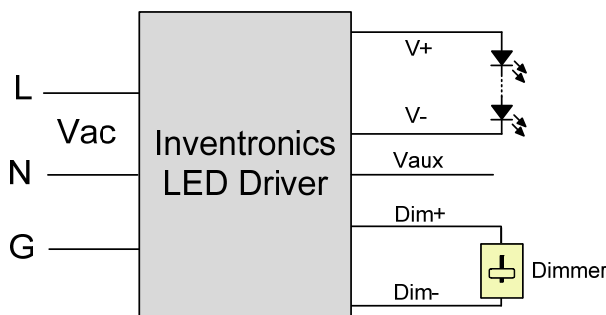 L
Vac
N
G
Inventronics
LED Driver
V+
V-
Vaux
Dim+
Dim-
Dimmer